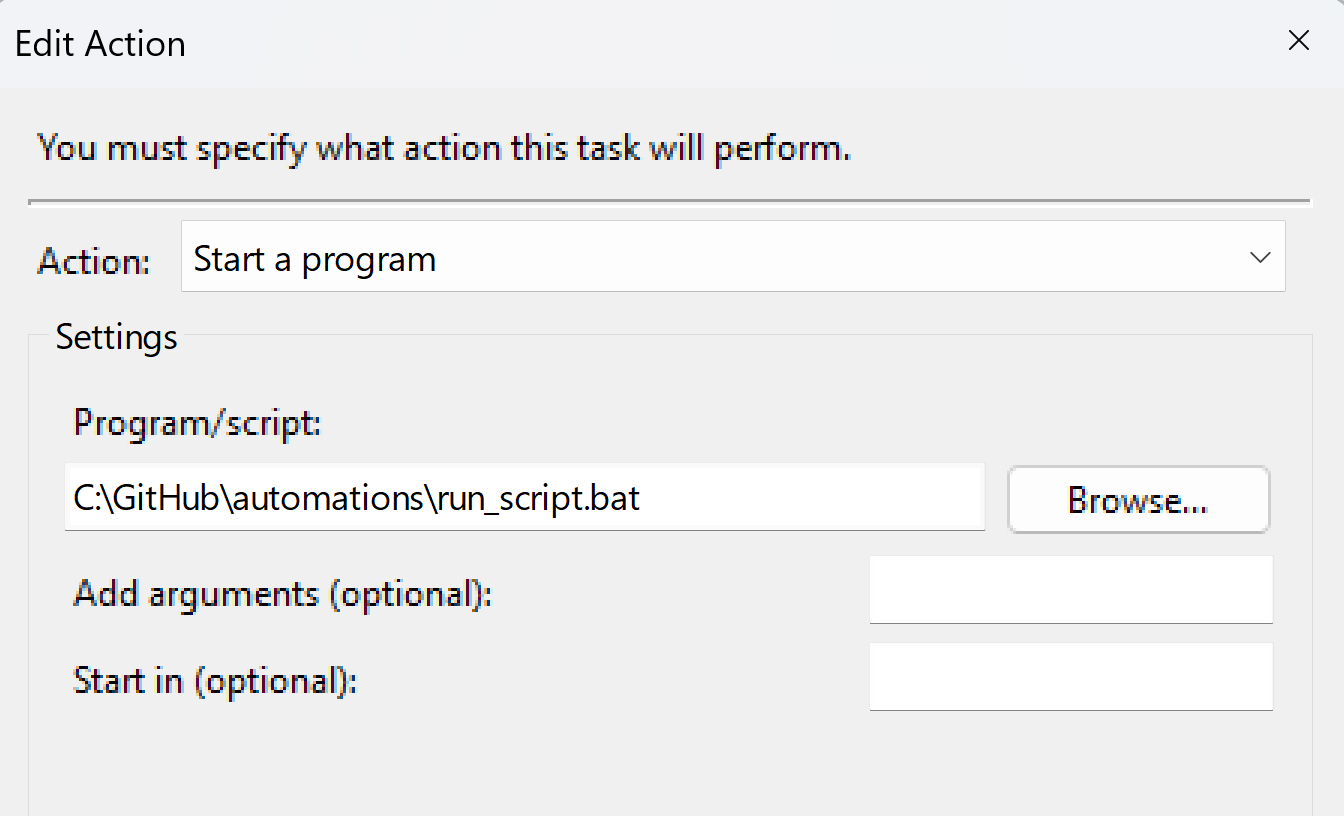 Edit Action
You must specify what action this task will perform.
Action: Start a program
Settings
Program/script:
C:\GitHub\automations\run_script.bat Browse...
Add arguments (optional):
Start in (optional):